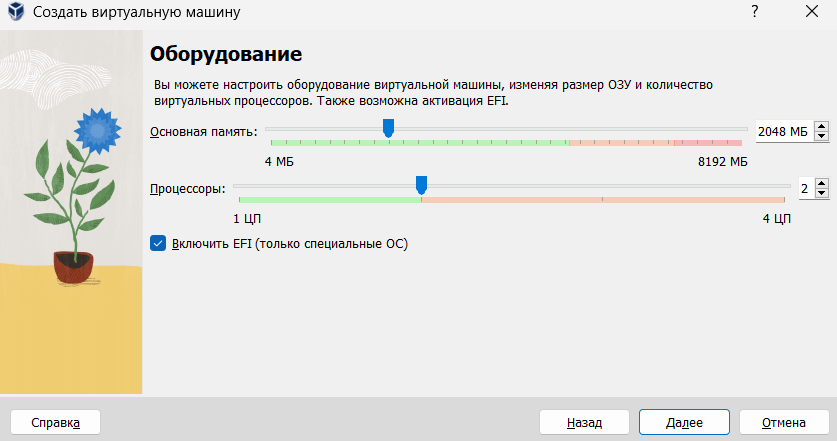 Создать виртуальную машину
?
Оборудование
Вы можете настроить оборудование виртуальной машины, изменяя размер ОЗУ и количество
виртуальных процессоров. Также возможна активация EFI.
Основная память: 2048 МБ
4 МБ 8192 МБ
Процессоры: 2
1 ЦП 4 ЦП
Включить EFI (только специальные ОС)
Справка Назад Далее Отмена